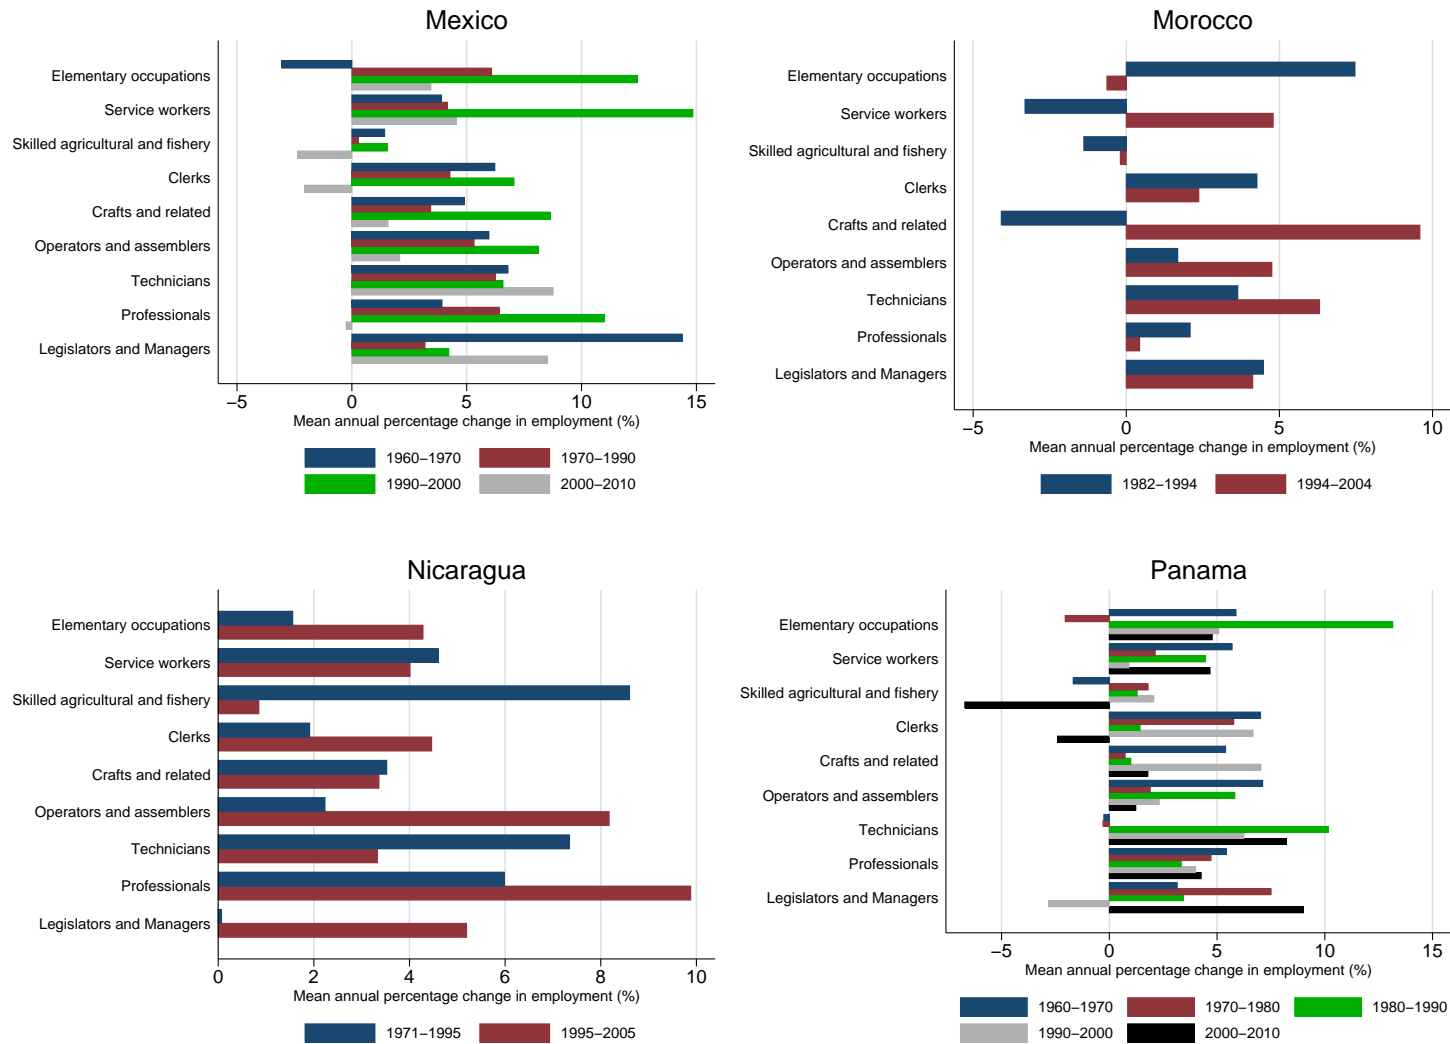 Mexico
Elementary occupations
Service workers
Skilled agricultural and fishery
Clerks
Crafts and related
Operators and assemblers
Technicians
Professionals
Legislators and Managers
−5 0 5 10 15
Mean annual percentage change in employment (%)
1960−1970 1970−1990
1990−2000 2000−2010
Morocco
Elementary occupations
Service workers
Skilled agricultural and fishery
Clerks
Crafts and related
Operators and assemblers
Technicians
Professionals
Legislators and Managers
−5 0 5 10
Mean annual percentage change in employment (%)
1982−1994 1994−2004
Nicaragua
Elementary occupations
Service workers
Skilled agricultural and fishery
Clerks
Crafts and related
Operators and assemblers
Technicians
Professionals
Legislators and Managers
0 2 4 6 8 10
Mean annual percentage change in employment (%)
1971−1995 1995−2005
Panama
Elementary occupations
Service workers
Skilled agricultural and fishery
Clerks
Crafts and related
Operators and assemblers
Technicians
Professionals
Legislators and Managers
−5 0 5 10 15
Mean annual percentage change in employment (%)
1960−1970 1970−1980 1980−1990
1990−2000 2000−2010